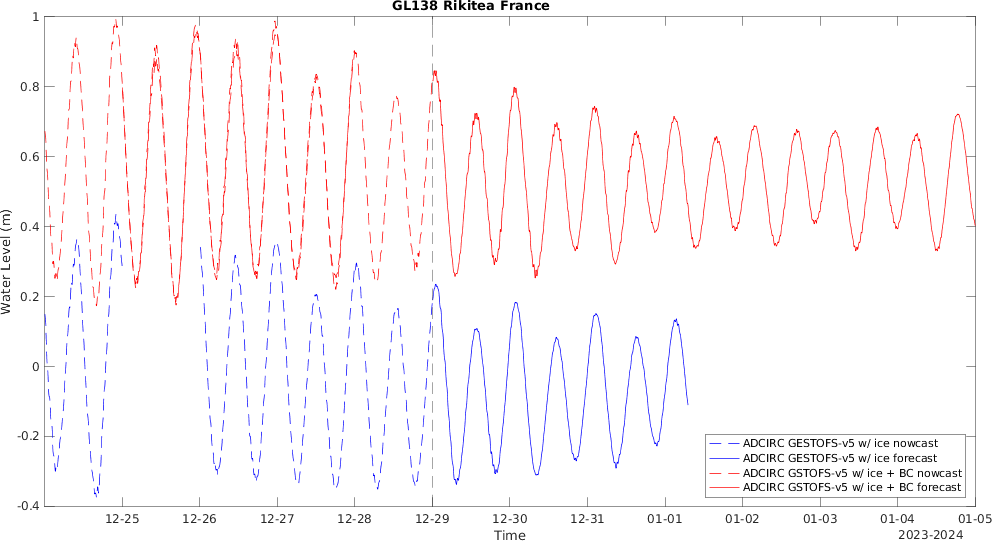 GL138 Rikitea France
Water Level (m)
1
0.8
0.6
0.4
0.2
0
-0.2
-0.4
ADCIRC GESTOFS-v5 w/ ice nowcast
ADCIRC GESTOFS-v5 w/ ice forecast
ADCIRC GSTOFS-v5 w/ ice + BC nowcast
ADCIRC GSTOFS-v5 w/ ice + BC forecast
12-25 12-26 12-27 12-28 12-29 12-30 12-31 01-01 01-02 01-03 01-04 01-05
Time
2023-2024